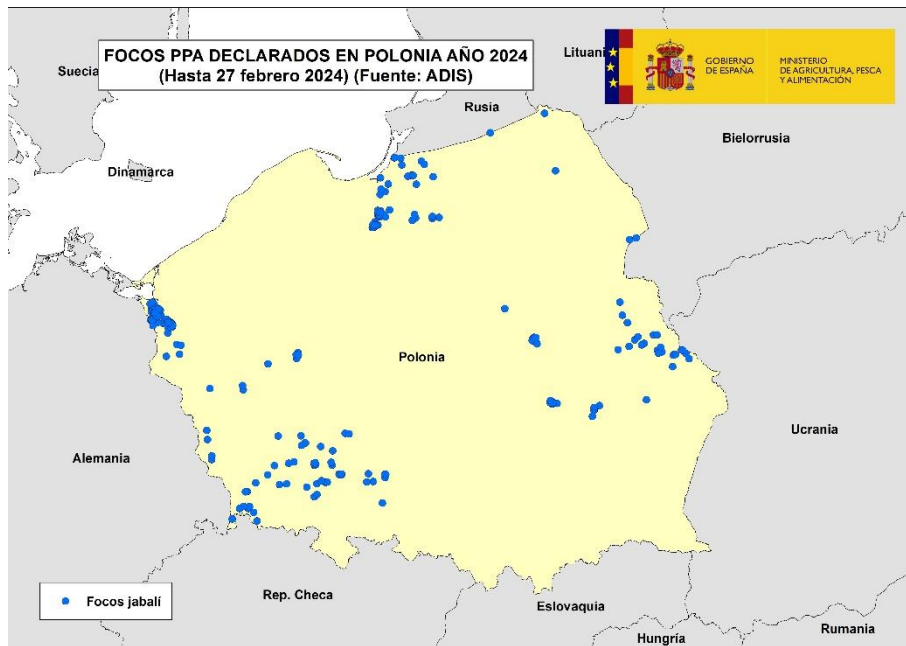 FOCOS PPA DECLARADOS EN POLONIA AÑO 2024
(Hasta 27 febrero 2024) (Fuente: ADIS)
Lituani
GOBIERNO
DE ESPAÑA
MINISTERIO
DE AGRICULTURA, PESCA
Y ALIMENTACIÓN
Suecia
Rusia
Bielorrusia
Dinamarca
Polonia
Ucrania
Alemania
Focos jabalí
Rep. Checa
Eslovaquia
Hungría
Rumania